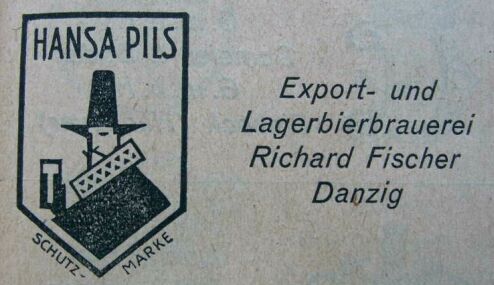 HANSA PILS
SCHUTZ-MARKE
Export- und
Lagerbierbrauerei
Richard Fischer
Danzig